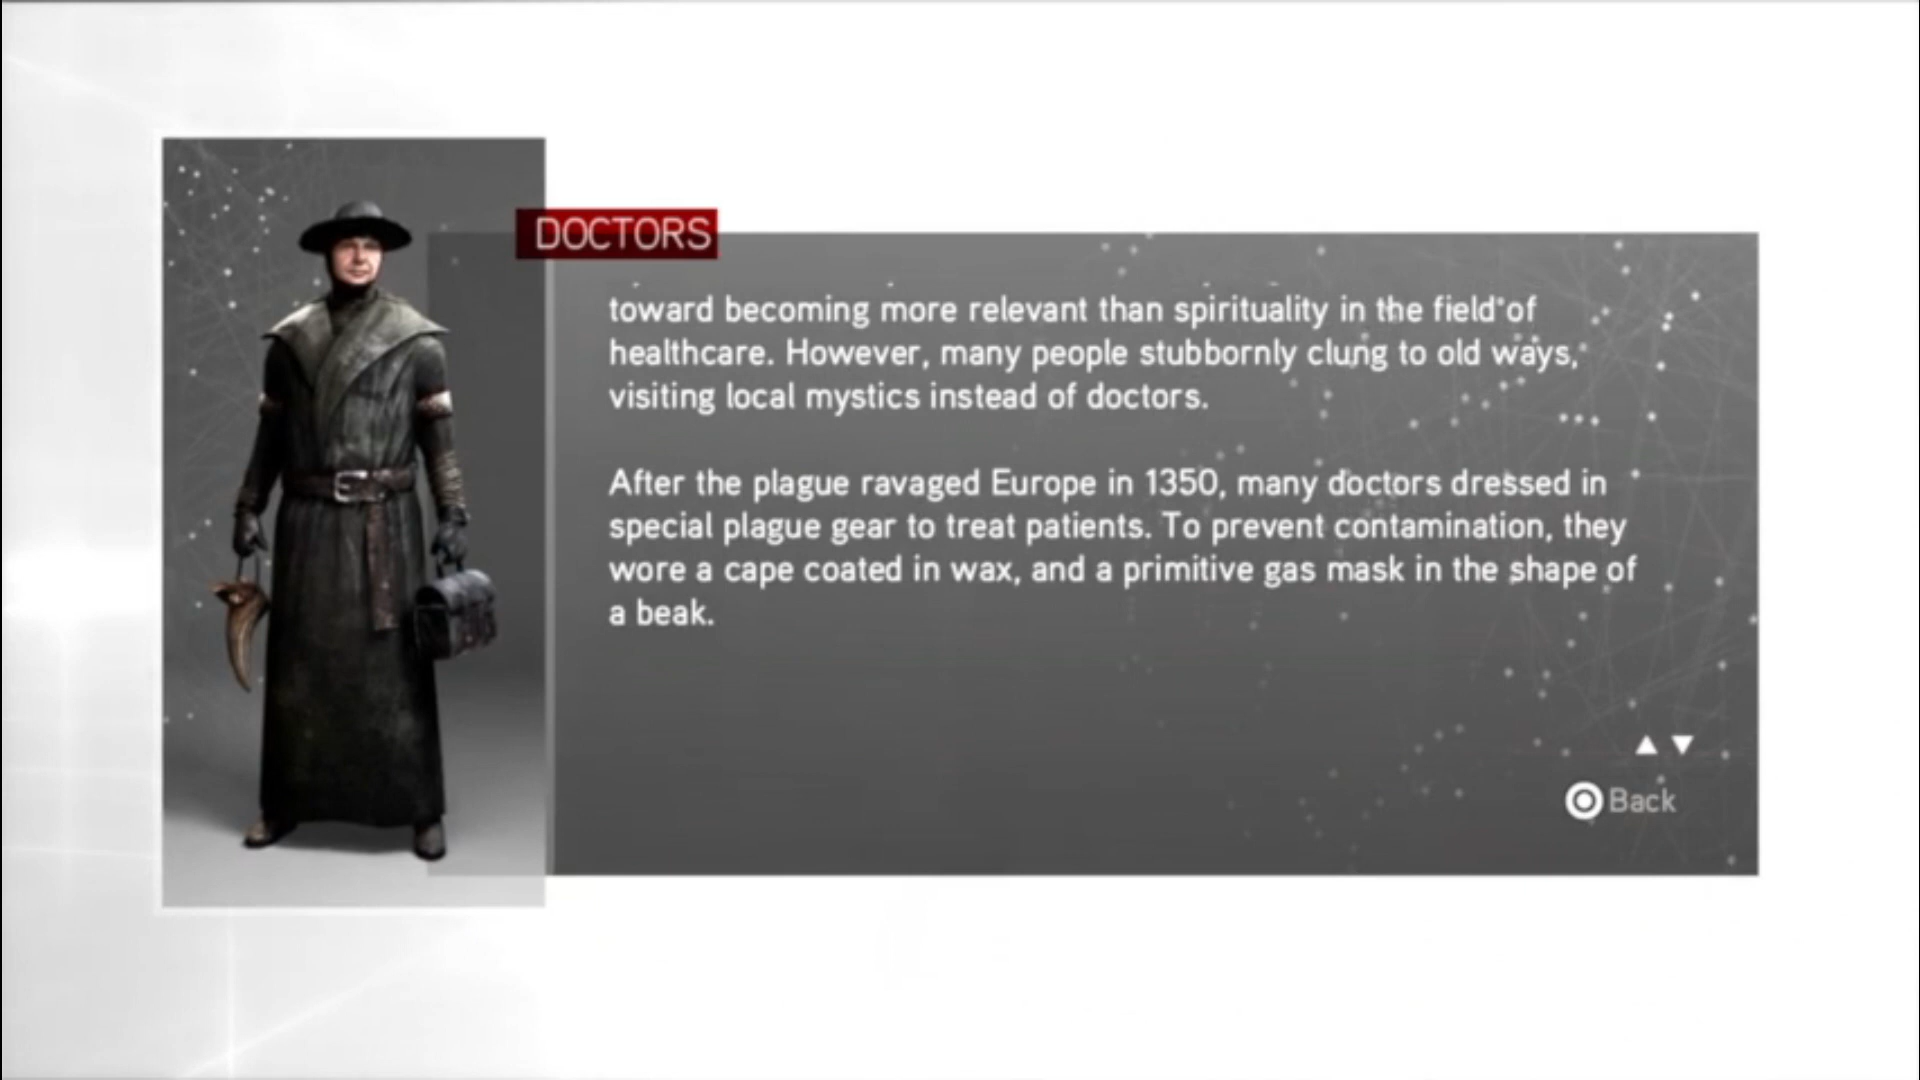 DOCTORS
toward becoming more relevant than spirituality in the field of
healthcare. However, many people stubbornly clung to old ways,
visiting local mystics instead of doctors.
After the plague ravaged Europe in 1350, many doctors dressed in
special plague gear to treat patients. To prevent contamination, they
wore a cape coated in wax, and a primitive gas mask in the shape of
a beak.
Back